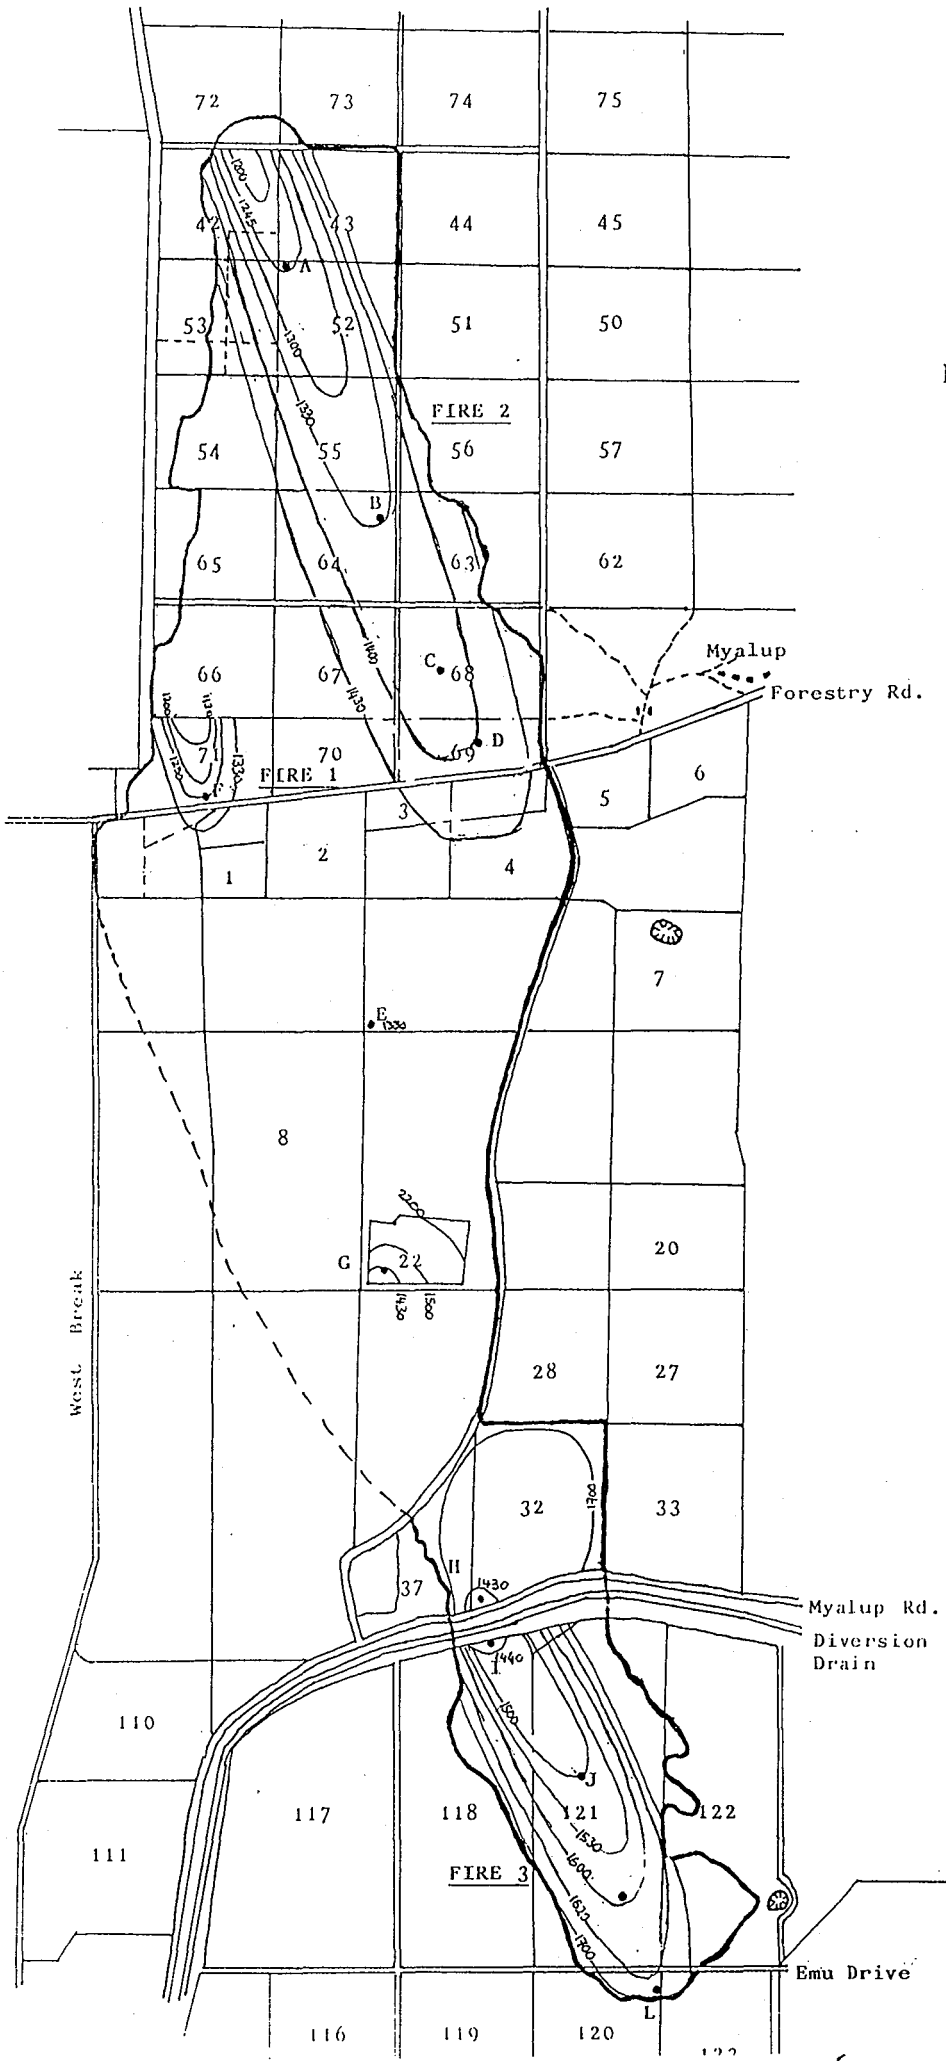 72 73 74 75
1200
1245
42 43 44 45
A
53 52 51 50
1300
1330
FIRE 2
54 55 56 57
B
65 64 63 62
1400
Myalup
C
66 67 68
1430
Forestry Rd.
1200
D
71 70 69
1230 1330
FIRE 1
6
5
3
2
1 4
7
E
1330
8
2200
G 22 20
1430 1500
West Break
28 27
1700
32 33
H
37 1430
Myalup Rd.
1440
I
Diversion
Drain
1500
110
J
117 118 121 122
1530
111
1600
FIRE 3
1620
1700
Emu Drive
L
116 119 120